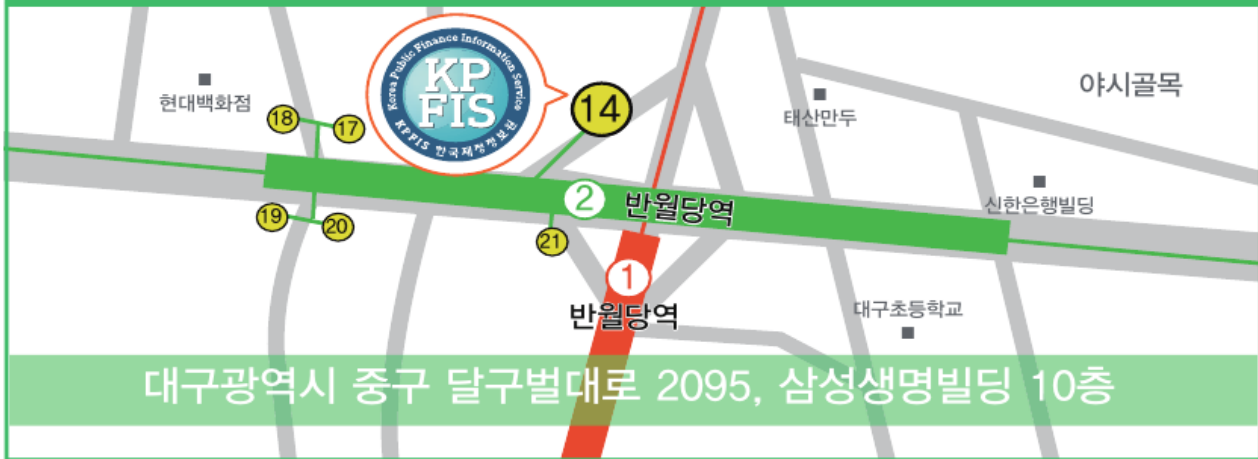 Korea Public Finance Information Service
KP
FIS
KPFIS 한국재정정보원
14
현대백화점
18
17
태산만두
야시골목
19
20
2
반월당역
21
신한은행빌딩
1
반월당역
대구초등학교
대구광역시 중구 달구벌대로 2095, 삼성생명빌딩 10층